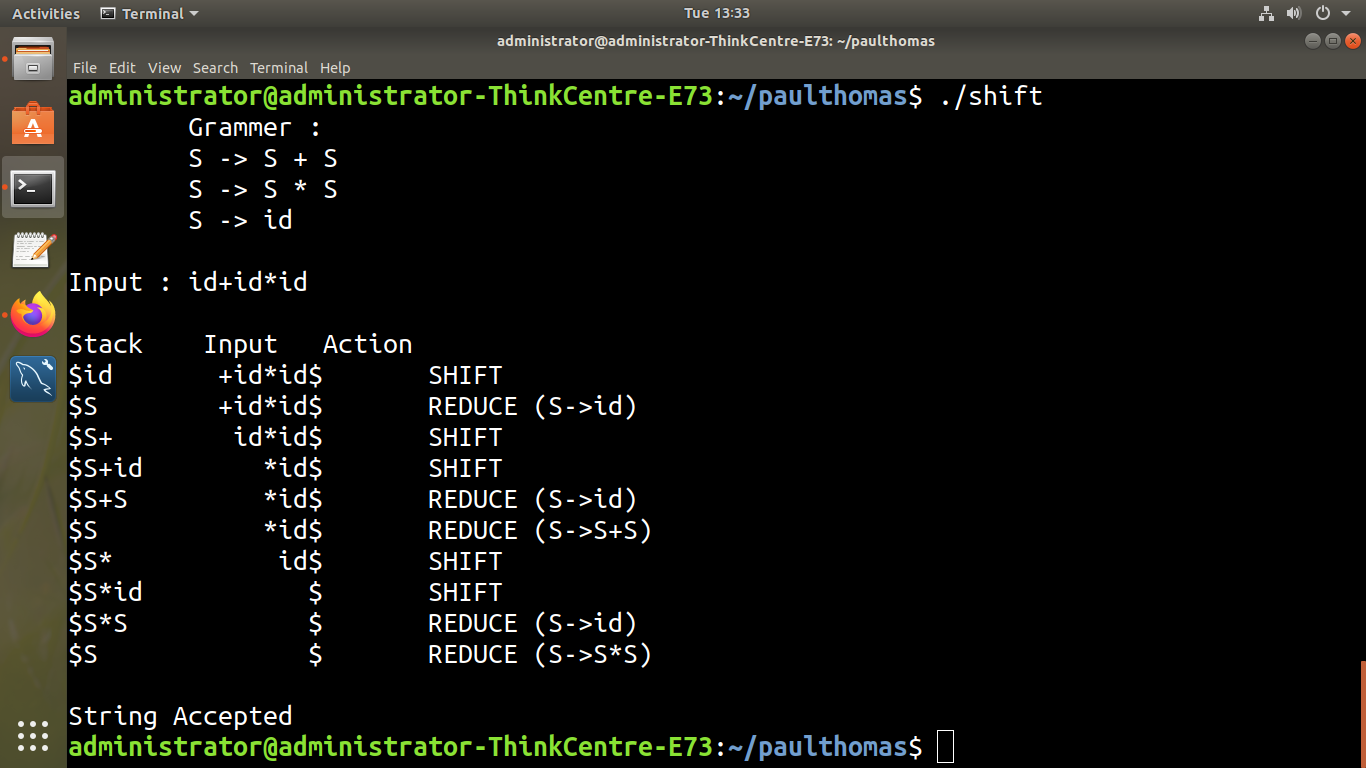 Activities Terminal Tue 13:33
administrator@administrator-ThinkCentre-E73: ~/paulthomas
File Edit View Search Terminal Help
administrator@administrator-ThinkCentre-E73:~/paulthomas$ ./shift
Grammer :
S -> S + S
S -> S * S
S -> id
Input : id+id*id
Stack Input Action
$id +id*id$ SHIFT
$S +id*id$ REDUCE (S->id)
$S+ id*id$ SHIFT
$S+id *id$ SHIFT
$S+S *id$ REDUCE (S->id)
$S *id$ REDUCE (S->S+S)
$S* id$ SHIFT
$S*id $ SHIFT
$S*S $ REDUCE (S->id)
$S $ REDUCE (S->S*S)
String Accepted
administrator@administrator-ThinkCentre-E73:~/paulthomas$